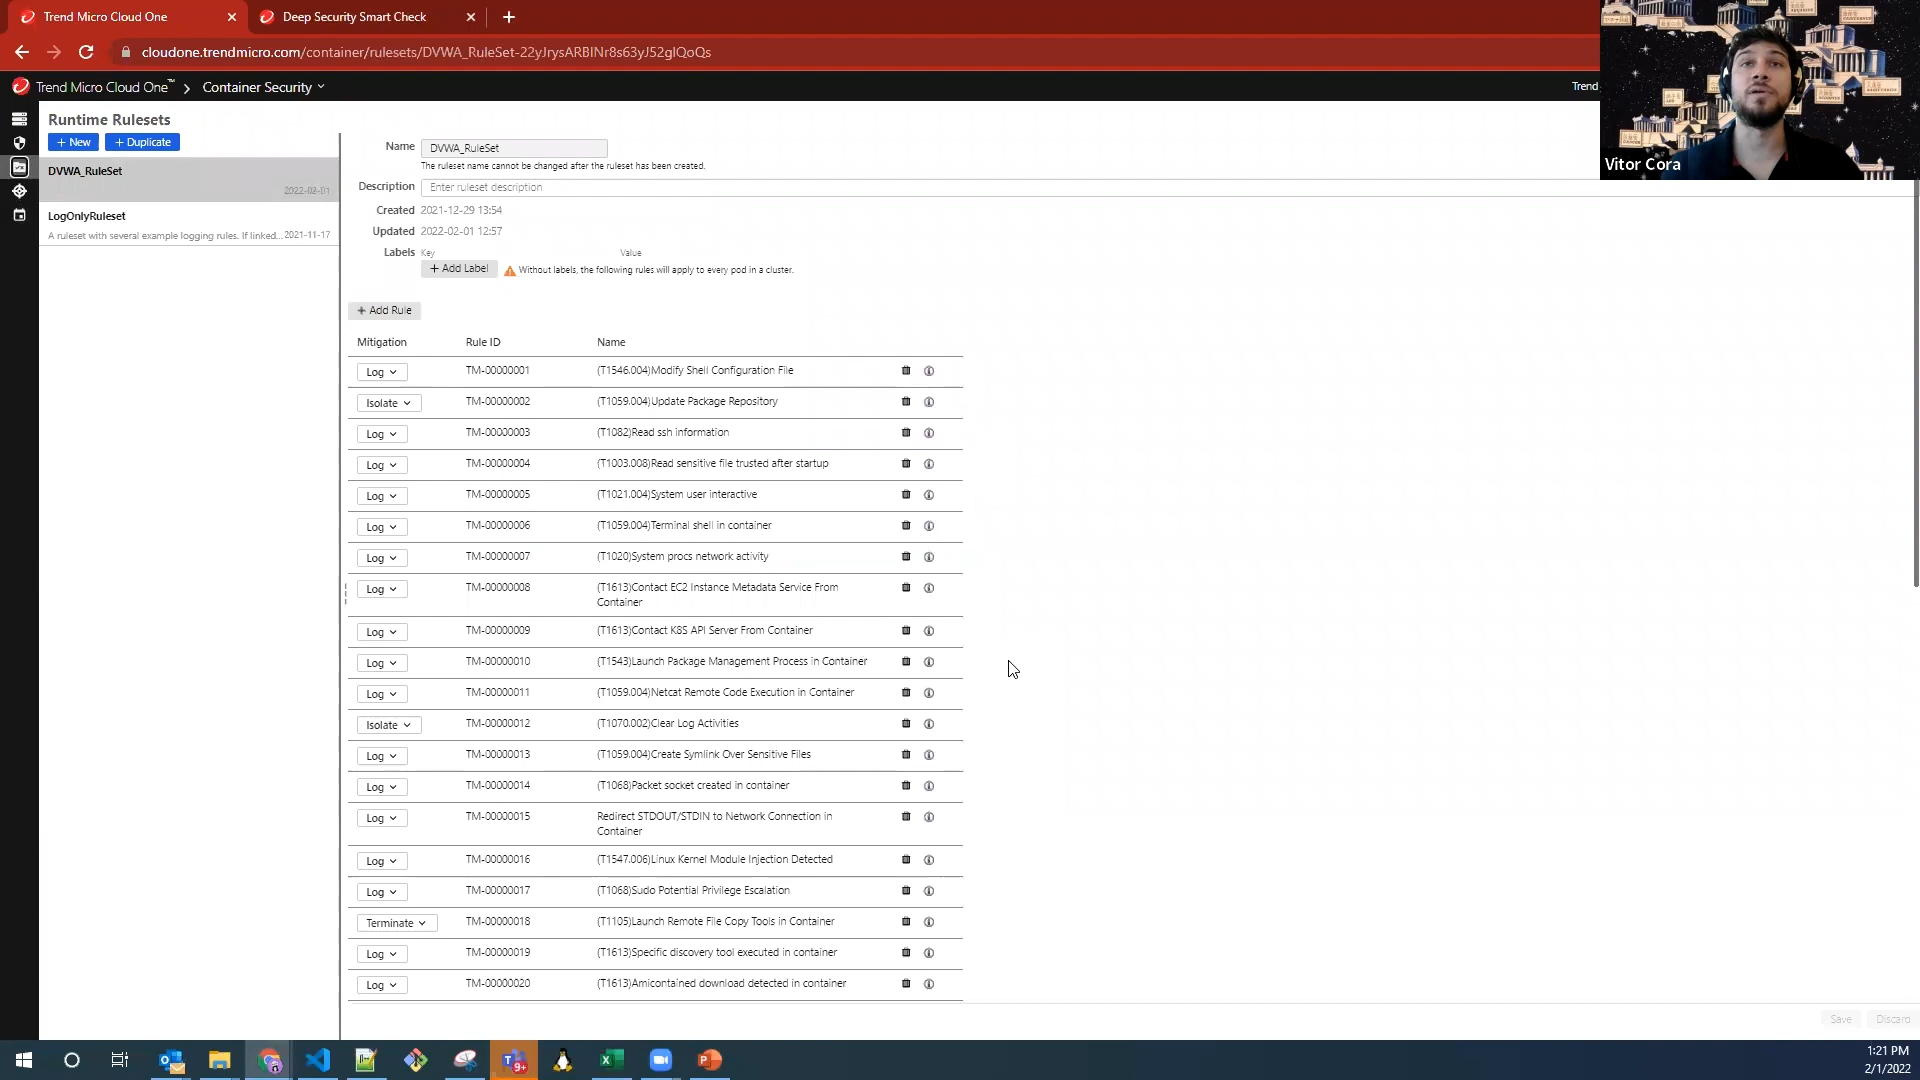 Trend Micro Cloud One
Deep Security Smart Check
cloudone.trendmicro.com/container/rulesets/DVWA_RuleSet-22yJrysARBINr8s63yJ52glQoQs
Trend Micro Cloud One™
Container Security
Trend
Vitor Cora
Runtime Rulesets
+ New
+ Duplicate
DVWA_RuleSet
2022-02-01
LogOnlyRuleset
A ruleset with several example logging rules. If linked... 2021-11-17
Name DVWA_RuleSet
The ruleset name cannot be changed after the ruleset has been created.
Description Enter ruleset description
Created 2021-12-29 13:54
Updated 2022-02-01 12:57
Labels Key Value
+ Add Label Without labels, the following rules will apply to every pod in a cluster.
+ Add Rule
Mitigation Rule ID Name
Log TM-00000001 (T1546.004)Modify Shell Configuration File
Isolate TM-00000002 (T1059.004)Update Package Repository
Log TM-00000003 (T1082)Read ssh information
Log TM-00000004 (T1003.008)Read sensitive file trusted after startup
Log TM-00000005 (T1021.004)System user interactive
Log TM-00000006 (T1059.004)Terminal shell in container
Log TM-00000007 (T1020)System procs network activity
Log TM-00000008 (T1613)Contact EC2 Instance Metadata Service From
Container
Log TM-00000009 (T1613)Contact K8S API Server From Container
Log TM-00000010 (T1543)Launch Package Management Process in Container
Log TM-00000011 (T1059.004)Netcat Remote Code Execution in Container
Isolate TM-00000012 (T1070.002)Clear Log Activities
Log TM-00000013 (T1059.004)Create Symlink Over Sensitive Files
Log TM-00000014 (T1068)Packet socket created in container
Log TM-00000015 Redirect STDOUT/STDIN to Network Connection in
Container
Log TM-00000016 (T1547.006)Linux Kernel Module Injection Detected
Log TM-00000017 (T1068)Sudo Potential Privilege Escalation
Terminate TM-00000018 (T1105)Launch Remote File Copy Tools in Container
Log TM-00000019 (T1613)Specific discovery tool executed in container
Log TM-00000020 (T1613)Amicontained download detected in container
Save Discard
9+
1:21 PM
2/1/2022